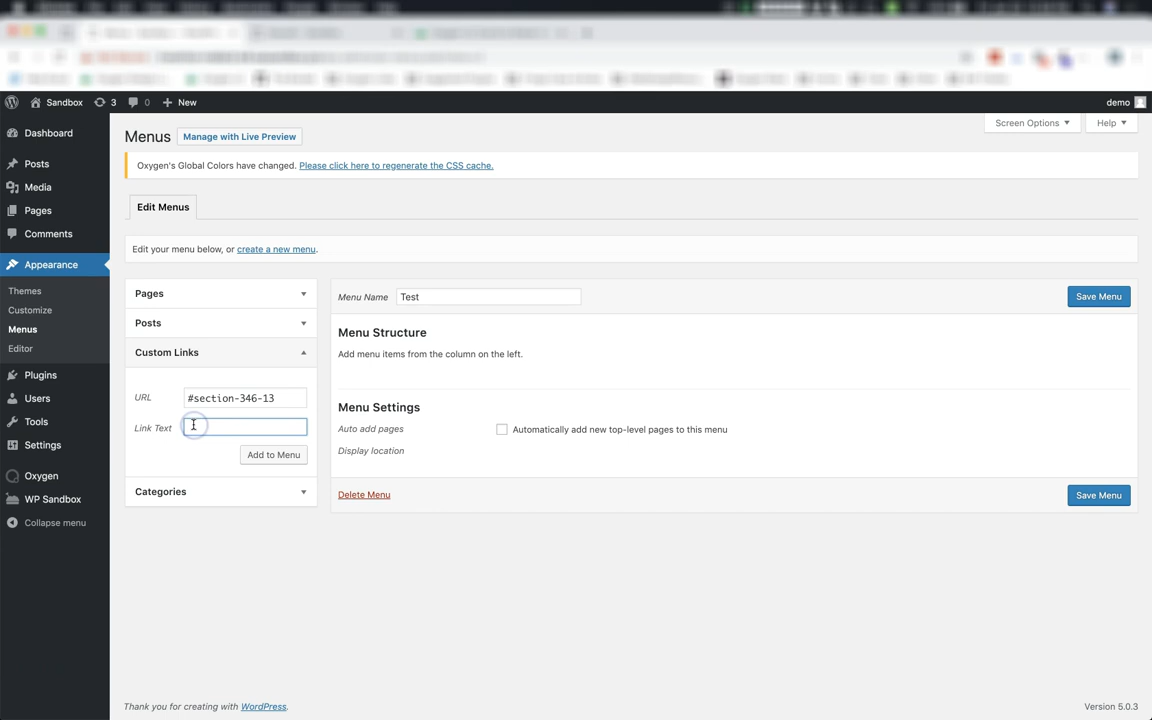 Sandbox
3
0
New
demo
Dashboard
Posts
Media
Pages
Comments
Appearance
Themes
Customize
Menus
Editor
Plugins
Users
Tools
Settings
Oxygen
WP Sandbox
Collapse menu
Screen Options
Help
Menus
Manage with Live Preview
Oxygen's Global Colors have changed. Please click here to regenerate the CSS cache.
Edit Menus
Edit your menu below, or create a new menu.
Pages
Posts
Custom Links
URL #section-346-13
Link Text
Add to Menu
Categories
Menu Name Test
Save Menu
Menu Structure
Add menu items from the column on the left.
Menu Settings
Auto add pages
Automatically add new top-level pages to this menu
Display location
Delete Menu
Save Menu
Thank you for creating with WordPress.
Version 5.0.3